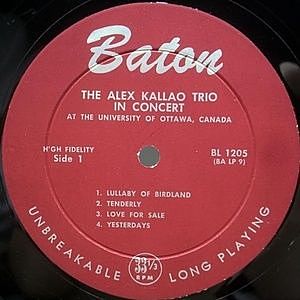 Baton
THE ALEX KALLAO TRIO
IN CONCERT
AT THE UNIVERSITY OF OTTAWA, CANADA
HIGH FIDELITY
Side 1
BL 1205
(BA LP 9)
1. LULLABY OF BIRDLAND
2. TENDERLY
3. LOVE FOR SALE
4. YESTERDAYS
UNBREAKABLE
33 1/3
RPM
LONG PLAYING